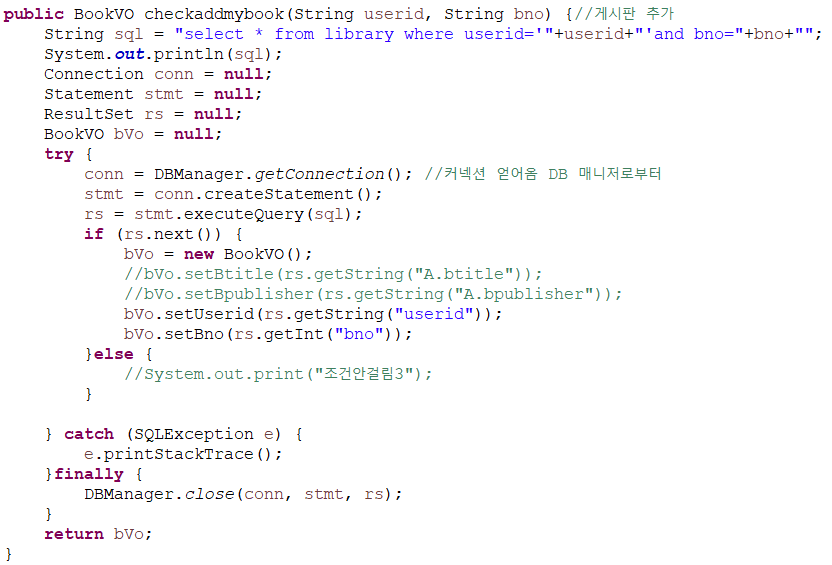 public BookVO checkaddmybook(String userid, String bno) {//게시판 추가
    String sql = "select * from library where userid='"+userid+"'and bno="+bno+"";
    System.out.println(sql);
    Connection conn = null;
    Statement stmt = null;
    ResultSet rs = null;
    BookVO bVo = null;
    try {
        conn = DBManager.getConnection(); //커넥션 얻어옴 DB 매니저로부터
        stmt = conn.createStatement();
        rs = stmt.executeQuery(sql);
        if (rs.next()) {
            bVo = new BookVO();
            //bVo.setBtitle(rs.getString("A.btitle"));
            //bVo.setBpublisher(rs.getString("A.bpublisher"));
            bVo.setUserid(rs.getString("userid"));
            bVo.setBno(rs.getInt("bno"));
        }else {
            //System.out.print("조건안걸림3");
        }

    } catch (SQLException e) {
        e.printStackTrace();
    }finally {
        DBManager.close(conn, stmt, rs);
    }
    return bVo;
}